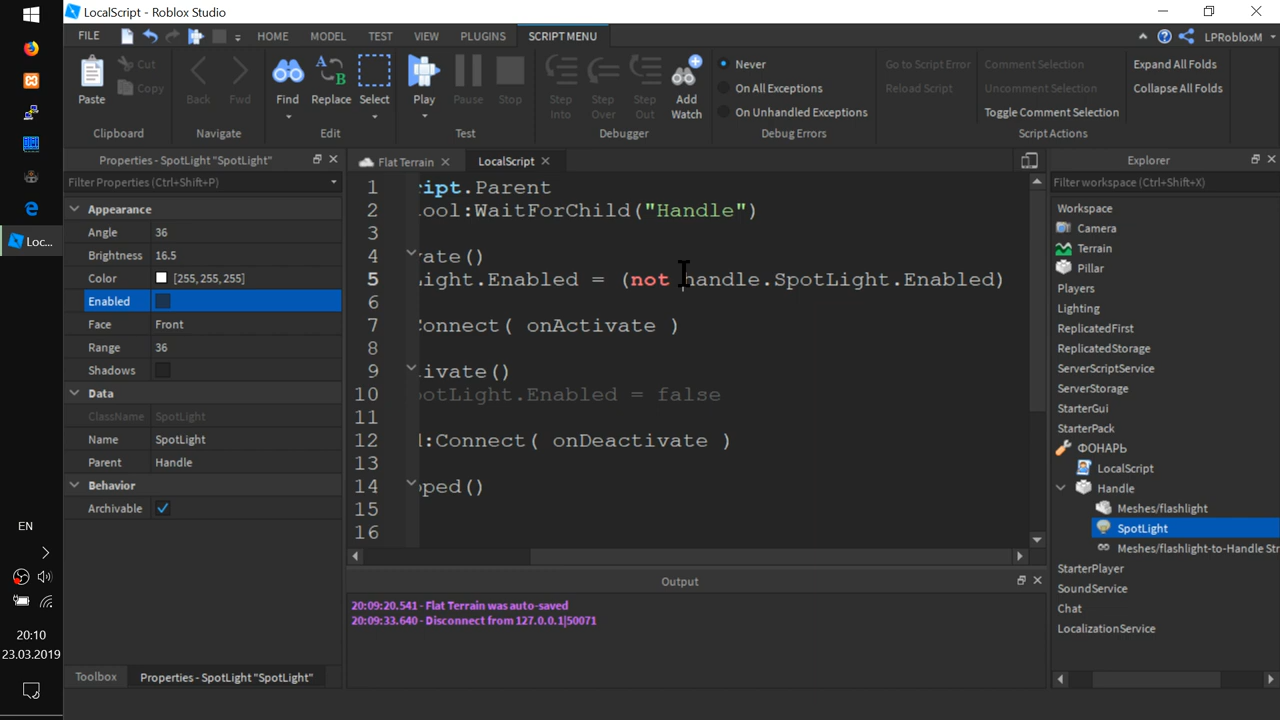 LocalScript - Roblox Studio
FILE HOME MODEL TEST VIEW PLUGINS SCRIPT MENU LPRobloxM
Paste Cut Copy
Clipboard
Back Fwd
Navigate
Find Replace Select
Edit
Play Pause Stop
Test
Step Into Step Over Step Out Add Watch
Debugger
Never
On All Exceptions
On Unhandled Exceptions
Debug Errors
Go to Script Error
Reload Script
Comment Selection
Uncomment Selection
Toggle Comment Selection
Script Actions
Expand All Folds
Collapse All Folds
Properties - SpotLight "SpotLight"
Filter Properties (Ctrl+Shift+P)
Appearance
Angle 36
Brightness 16.5
Color [255, 255, 255]
Enabled
Face Front
Range 36
Shadows
Data
ClassName SpotLight
Name SpotLight
Parent Handle
Behavior
Archivable
Toolbox Properties - SpotLight "SpotLight"
Flat Terrain LocalScript
1 ript.Parent
2 ool:WaitForChild("Handle")
3
4 rate()
5 Light.Enabled = (not handle.SpotLight.Enabled)
6
7 Connect( onActivate )
8
9 ivate()
10 potLight.Enabled = false
11
12 d:Connect( onDeactivate )
13
14 pped()
15
16
Output
20:09:20.541 - Flat Terrain was auto-saved
20:09:33.640 - Disconnect from 127.0.0.1|50071
Explorer
Filter workspace (Ctrl+Shift+X)
Workspace
Camera
Terrain
Pillar
Players
Lighting
ReplicatedFirst
ReplicatedStorage
ServerScriptService
ServerStorage
StarterGui
StarterPack
ФОНАРЬ
LocalScript
Handle
Meshes/flashlight
SpotLight
Meshes/flashlight-to-Handle Str
StarterPlayer
SoundService
Chat
LocalizationService
Loc...
EN
20:10
23.03.2019